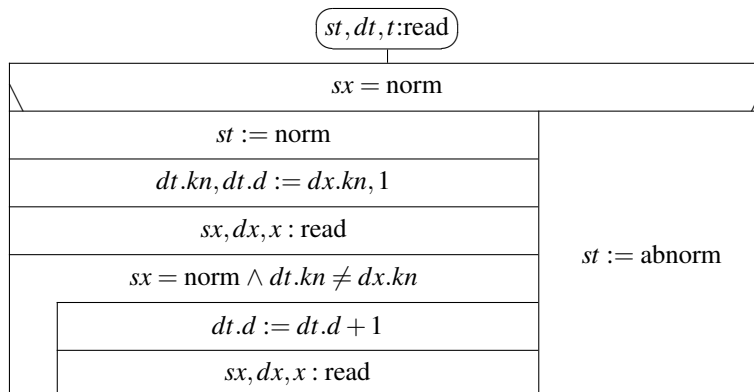 st, dt, t:read
sx = norm
st := norm
dt.kn, dt.d := dx.kn, 1
sx, dx, x : read
sx = norm ∧ dt.kn ≠ dx.kn
dt.d := dt.d + 1
sx, dx, x : read
st := abnorm